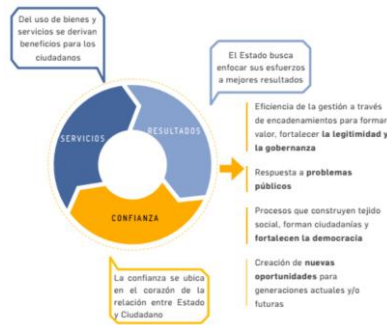 Del uso de bienes y
servicios se derivan
beneficios para los
ciudadanos
El Estado busca
enfocar sus esfuerzos
a mejores resultados
SERVICIOS
RESULTADOS
CONFIANZA
Eficiencia de la gestión a través
de encadenamientos para formar
valor, fortalecer la legitimidad y
la gobernanza
Respuesta a problemas
públicos
Procesos que construyen tejido
social, forman ciudadanías y
fortalecen la democracia
Creación de nuevas
oportunidades para
generaciones actuales y/o
futuras
La confianza se ubica
en el corazón de la
relación entre Estado
y Ciudadano